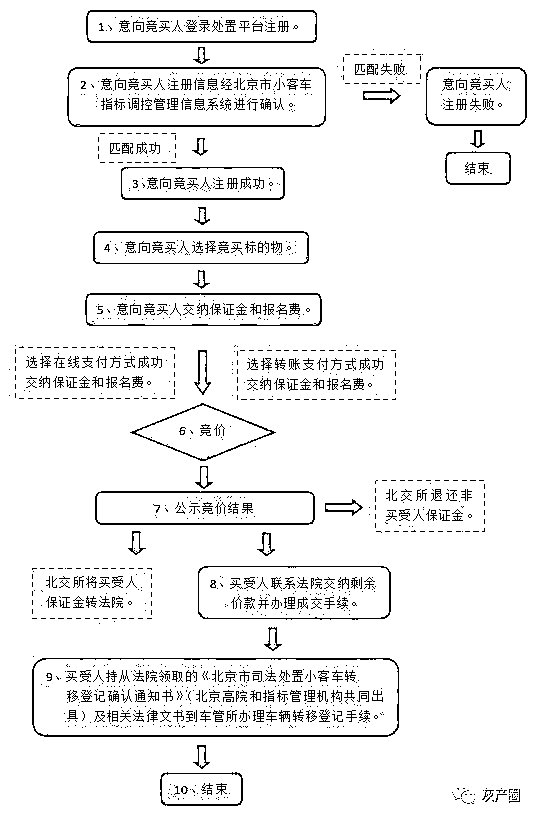 1、意向竞买人登录处置平台注册。
2、意向竞买人注册信息经北京市小客车
指标调控管理信息系统进行确认。
匹配失败
意向竞买人
注册失败。
结束
匹配成功
3、意向竞买人注册成功。
4、意向竞买人选择竞买标的物。
5、意向竞买人交纳保证金和报名费。
选择在线支付方式成功
交纳保证金和报名费。
选择转账支付方式成功
交纳保证金和报名费。
6、竞价
7、公示竞价结果
北交所退还非
买受人保证金。
北交所将买受人
保证金转法院。
8、买受人联系法院交纳剩余
价款并办理成交手续。
9、买受人持从法院领取的《北京市司法处置小客车转
移登记确认通知书》（北京高院和指标管理机构共同出
具）及相关法律文书到车管所办理车辆转移登记手续。
10、结束
灰产圈